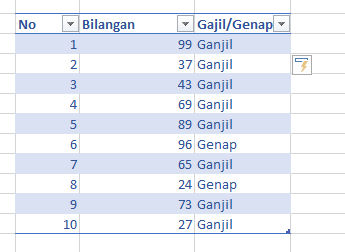 No Bilangan Gajil/Genap
1 99 Ganjil
2 37 Ganjil
3 43 Ganjil
4 69 Ganjil
5 89 Ganjil
6 96 Genap
7 65 Ganjil
8 24 Genap
9 73 Ganjil
10 27 Ganjil